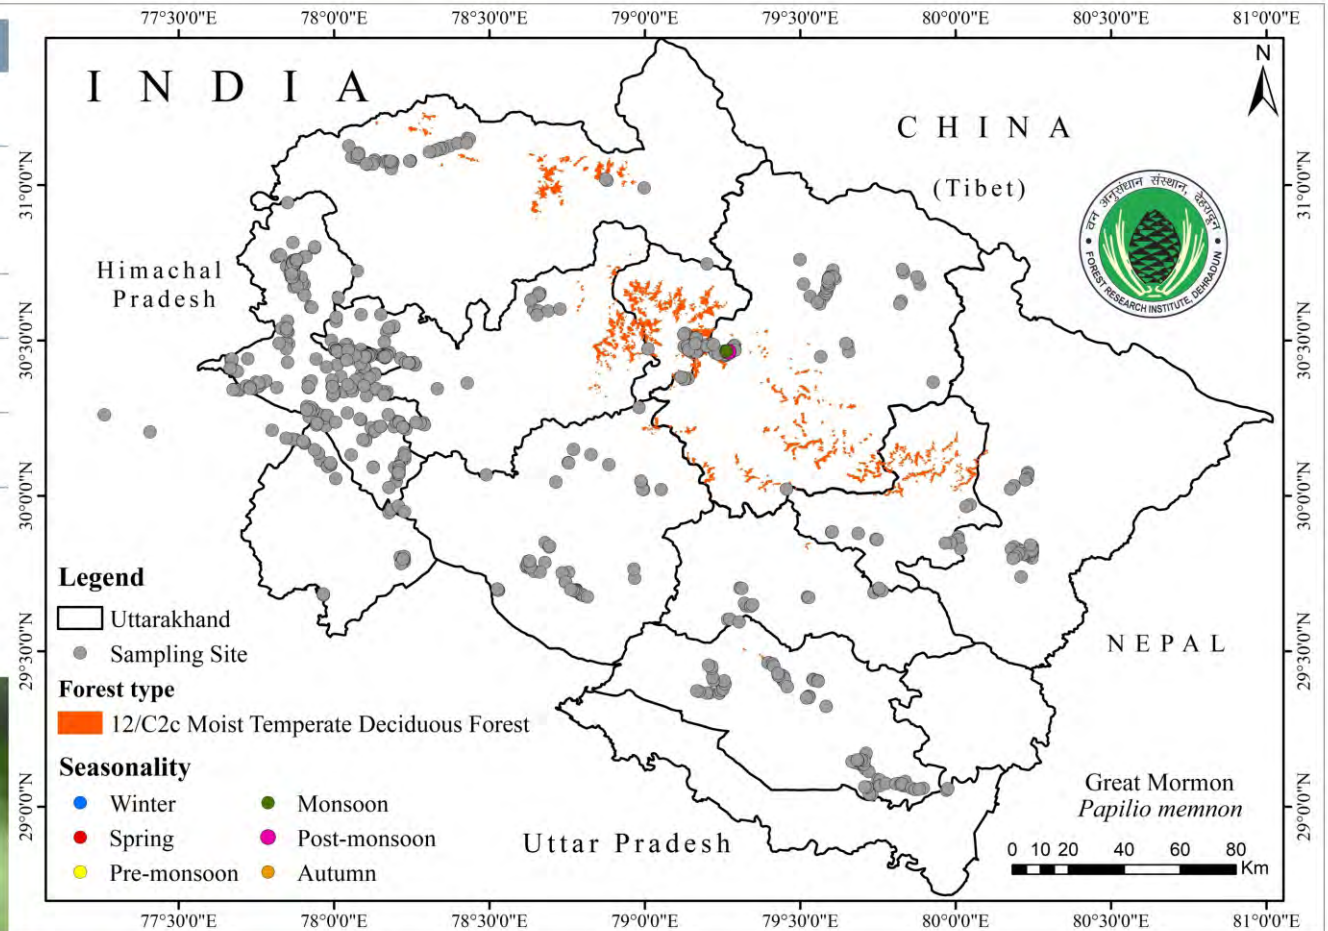 77°30'0"E 78°0'0"E 78°30'0"E 79°0'0"E 79°30'0"E 80°0'0"E 80°30'0"E 81°0'0"E
INDIA
N
CHINA
(Tibet)
वन अनुसंधान संस्थान, देहरादून
FOREST RESEARCH INSTITUTE, DEHRADUN
Himachal
Pradesh
31°0'0"N 31°0'0"N
30°30'0"N 30°30'0"N
30°0'0"N 30°0'0"N
29°30'0"N 29°30'0"N
29°0'0"N 29°0'0"N
Legend
Uttarakhand
Sampling Site
Forest type
12/C2c Moist Temperate Deciduous Forest
Seasonality
Winter
Spring
Pre-monsoon
Monsoon
Post-monsoon
Autumn
NEPAL
Uttar Pradesh
Great Mormon
Papilio memnon
0 10 20 40 60 80
Km
77°30'0"E 78°0'0"E 78°30'0"E 79°0'0"E 79°30'0"E 80°0'0"E 80°30'0"E 81°0'0"E